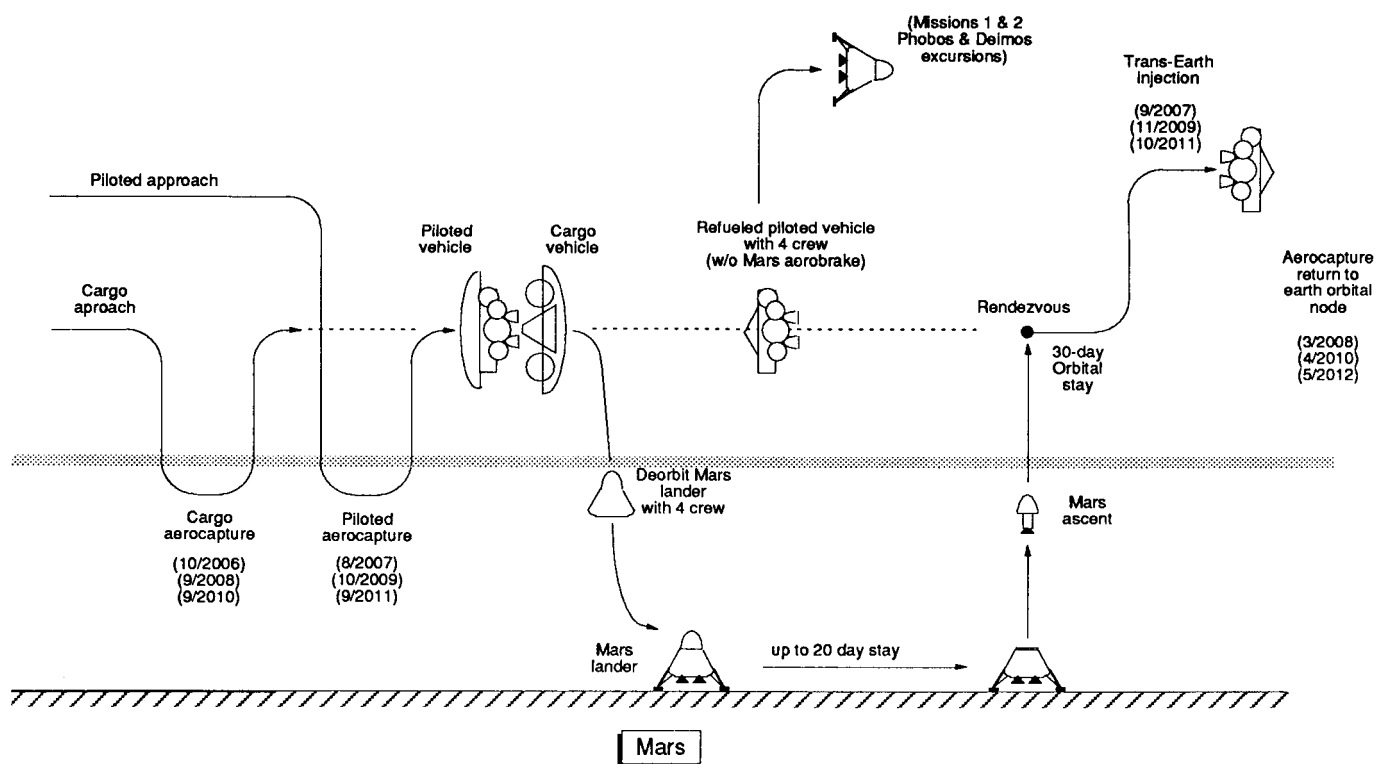 (Missions 1 & 2
Phobos & Deimos
excursions)
Trans-Earth
Injection
(9/2007)
(11/2009)
(10/2011)
Piloted approach
Piloted
vehicle
Cargo
vehicle
Refueled piloted vehicle
with 4 crew
(w/o Mars aerobrake)
Cargo
aproach
Rendezvous
30-day
Orbital
stay
Aerocapture
return to
earth orbital
node
(3/2008)
(4/2010)
(5/2012)
Deorbit Mars
lander
with 4 crew
Mars
ascent
Cargo
aerocapture
(10/2006)
(9/2008)
(9/2010)
Piloted
aerocapture
(8/2007)
(10/2009)
(9/2011)
Mars
lander
up to 20 day stay
Mars